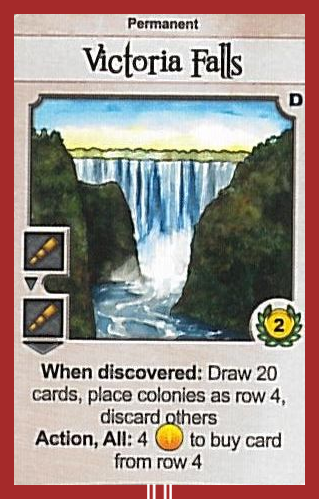 Permanent
Victoria Falls
D
2
When discovered: Draw 20
cards, place colonies as row 4,
discard others
Action, All: 4 to buy card
from row 4